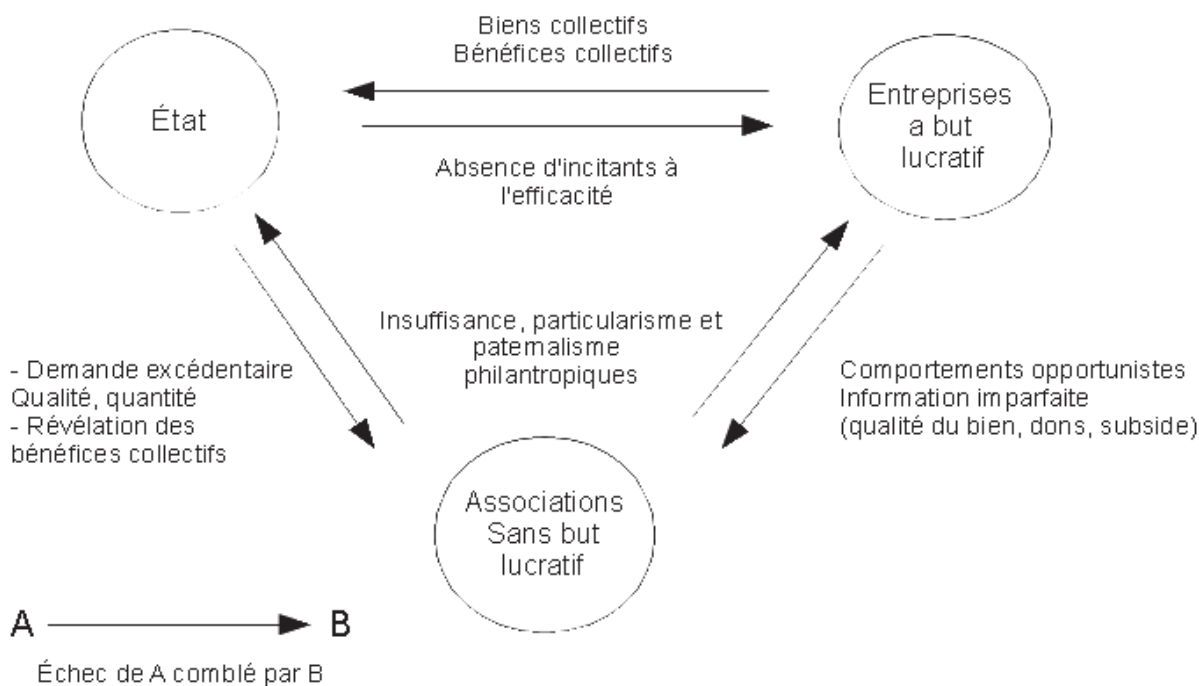 Biens collectifs
Bénéfices collectifs
État
Entreprises
a but
lucratif
Absence d'incitants à
l'efficacité
Insuffisance, particularisme et
paternalisme
philantropiques
- Demande excédentaire
Qualité, quantité
- Révélation des
bénéfices collectifs
Comportements opportunistes
Information imparfaite
(qualité du bien, dons, subside)
Associations
Sans but
lucratif
A B
Échec de A comblé par B